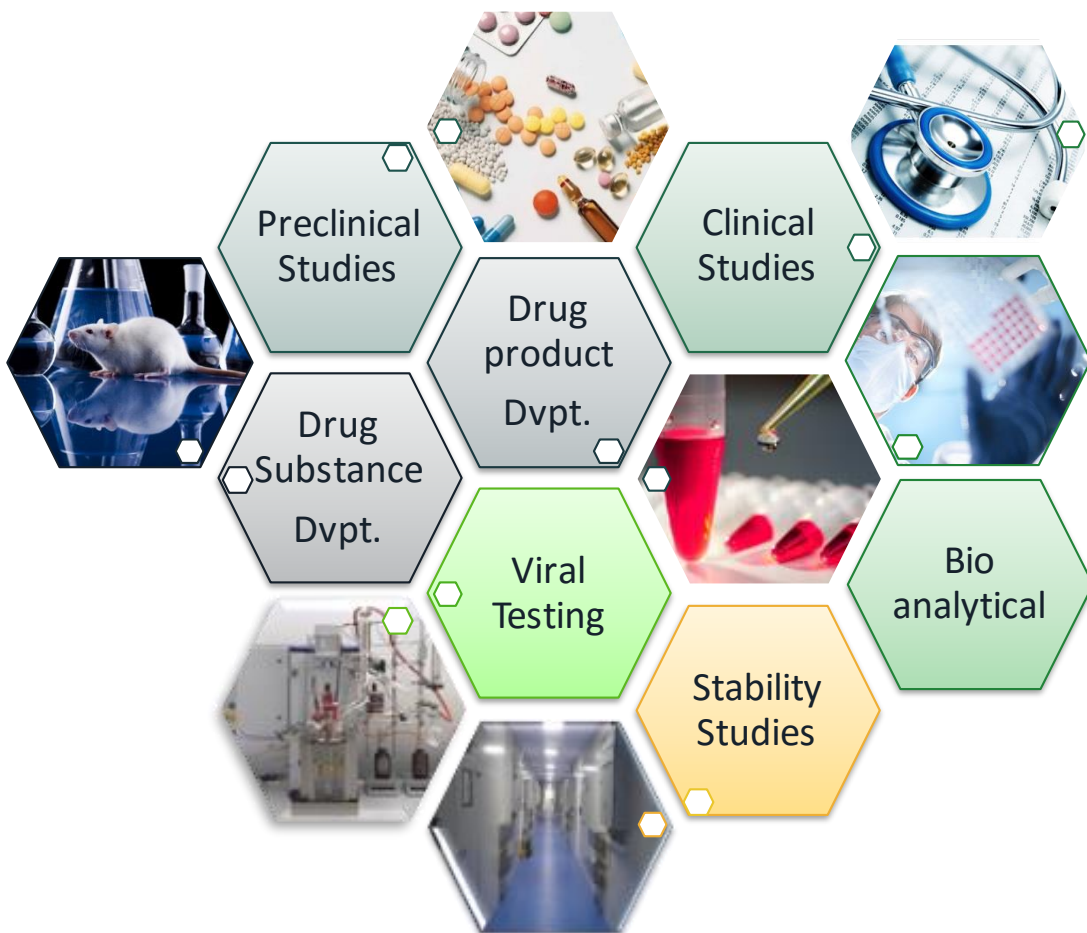 Preclinical
Studies
Clinical
Studies
Drug
product
Dvpt.
Drug
Substance
Dvpt.
Viral
Testing
Bio
analytical
Stability
Studies